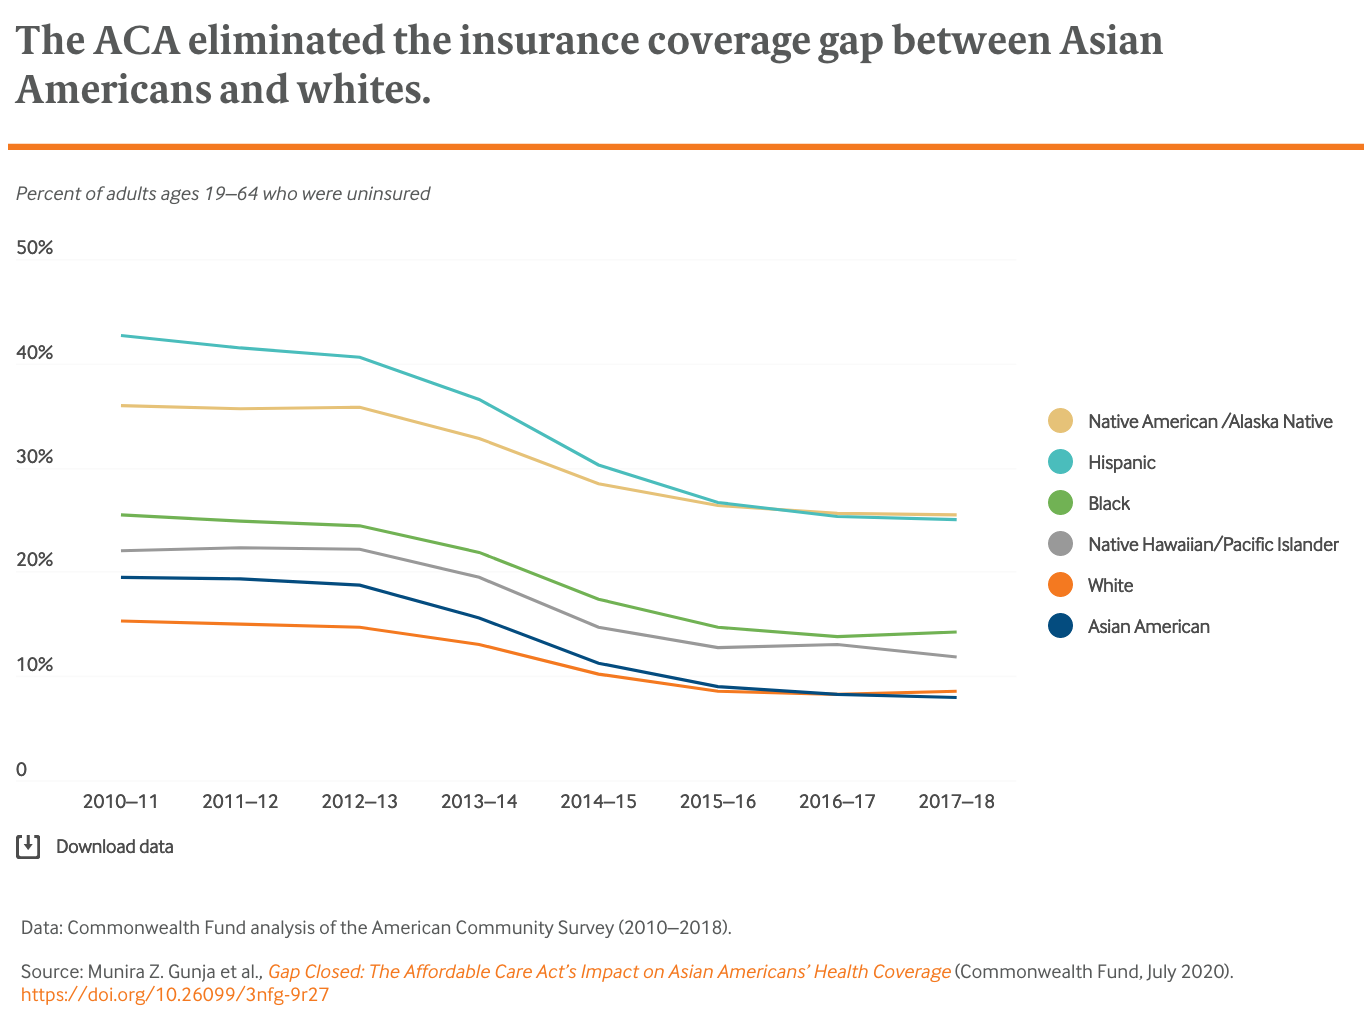 The ACA eliminated the insurance coverage gap between Asian
Americans and whites.
Percent of adults ages 19–64 who were uninsured
50%
40%
30%
20%
10%
0
2010–11 2011–12 2012–13 2013–14 2014–15 2015–16 2016–17 2017–18
Native American /Alaska Native
Hispanic
Black
Native Hawaiian/Pacific Islander
White
Asian American
Download data
Data: Commonwealth Fund analysis of the American Community Survey (2010–2018).
Source: Munira Z. Gunja et al., Gap Closed: The Affordable Care Act’s Impact on Asian Americans’ Health Coverage (Commonwealth Fund, July 2020).
https://doi.org/10.26099/3nfg-9r27